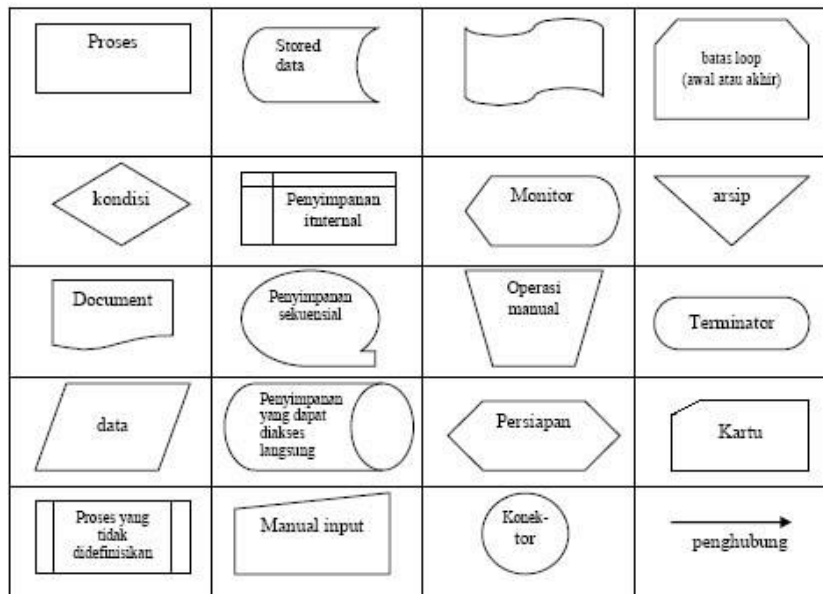 Proses
Stored
data
batas loop
(awal atau akhir)
kondisi
Penyimpanan
itnternal
Monitor
arsip
Document
Penyimpanan
sekuensial
Operasi
manual
Terminator
data
Penyimpanan
yang dapat
diakses
langsung
Persiapan
Kartu
Proses yang
tidak
didefinisikan
Manual input
Konek-
tor
penghubung